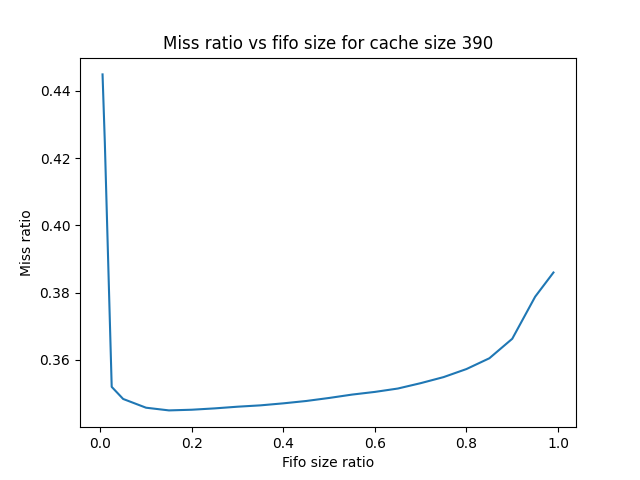 Miss ratio vs fifo size for cache size 390
0.44
0.42
0.40
0.38
0.36
Miss ratio
0.0 0.2 0.4 0.6 0.8 1.0
Fifo size ratio